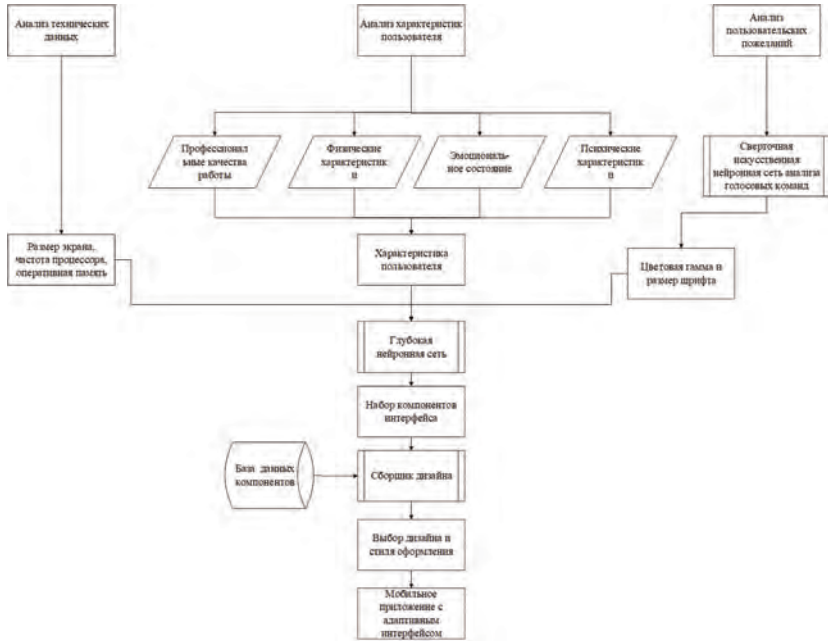 Анализ технических
данных
Анализ характеристик
пользователя
Анализ
пользовательских
пожеланий
Профессионал
ьные качества
работы
Физические
характеристик
и
Эмоциональ-
ное состояние
Психические
характеристик
и
Сверточная
искусственная
нейронная сеть анализа
голосовых команд
Размер экрана,
частота процессора,
оперативная память
Характеристика
пользователя
Цветовая гамма и
размер шрифта
Глубокая
нейронная сеть
Набор компонентов
интерфейса
База данных
компонентов
Сборщик дизайна
Выбор дизайна и
стиля оформления
Мобильное
приложение с
адаптивным
интерфейсом